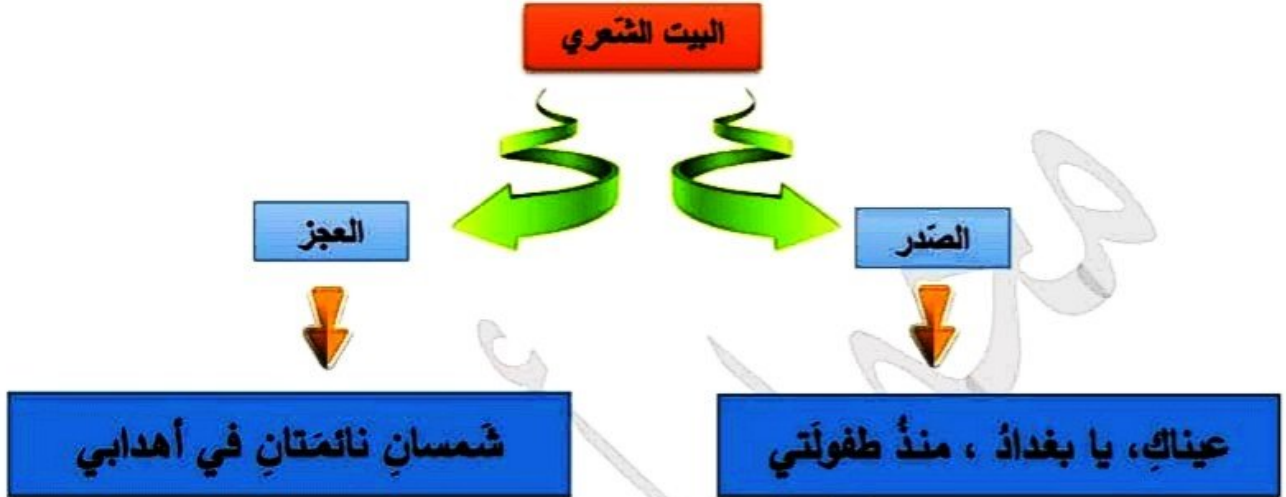 البيت الشّعري
الصّدر
العجز
عيناكِ، يا بغدادُ ، منذُ طفولَتي
شَمسانِ نائمَتانِ في أهدابي